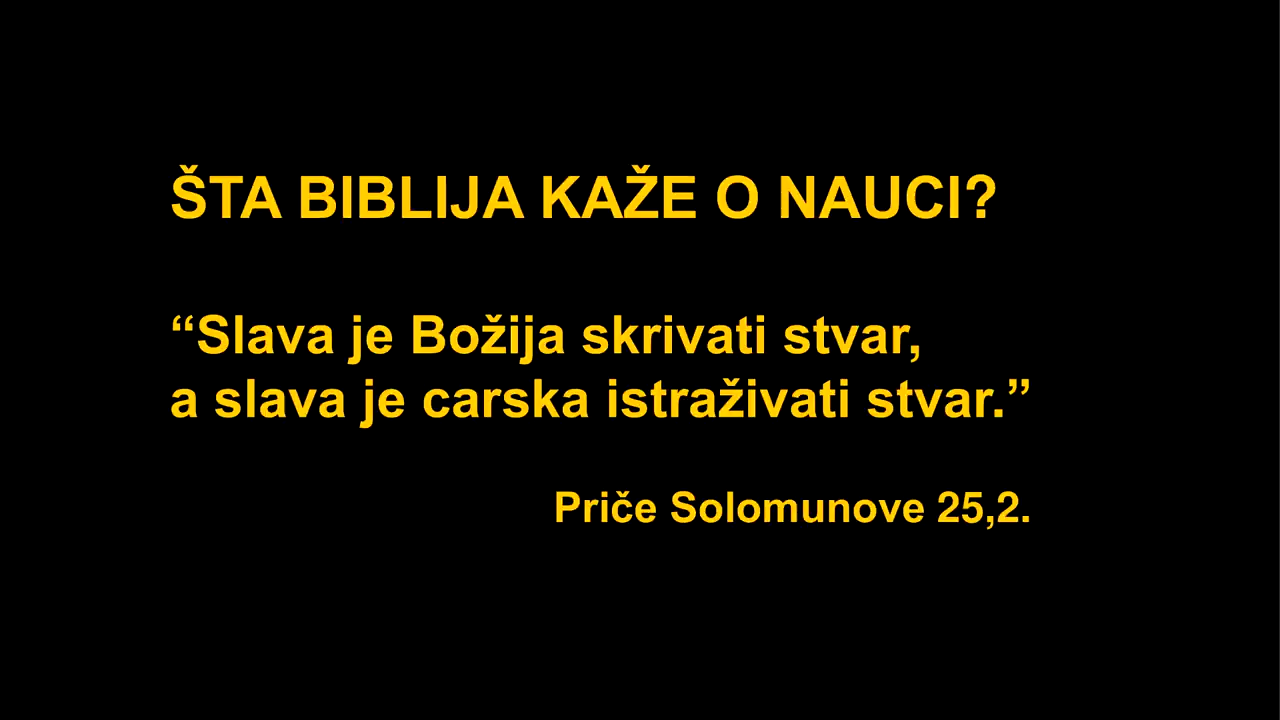 ŠTA BIBLIJA KAŽE O NAUCI?
“Slava je Božija skrivati stvar,
a slava je carska istraživati stvar.”
Priče Solomunove 25,2.